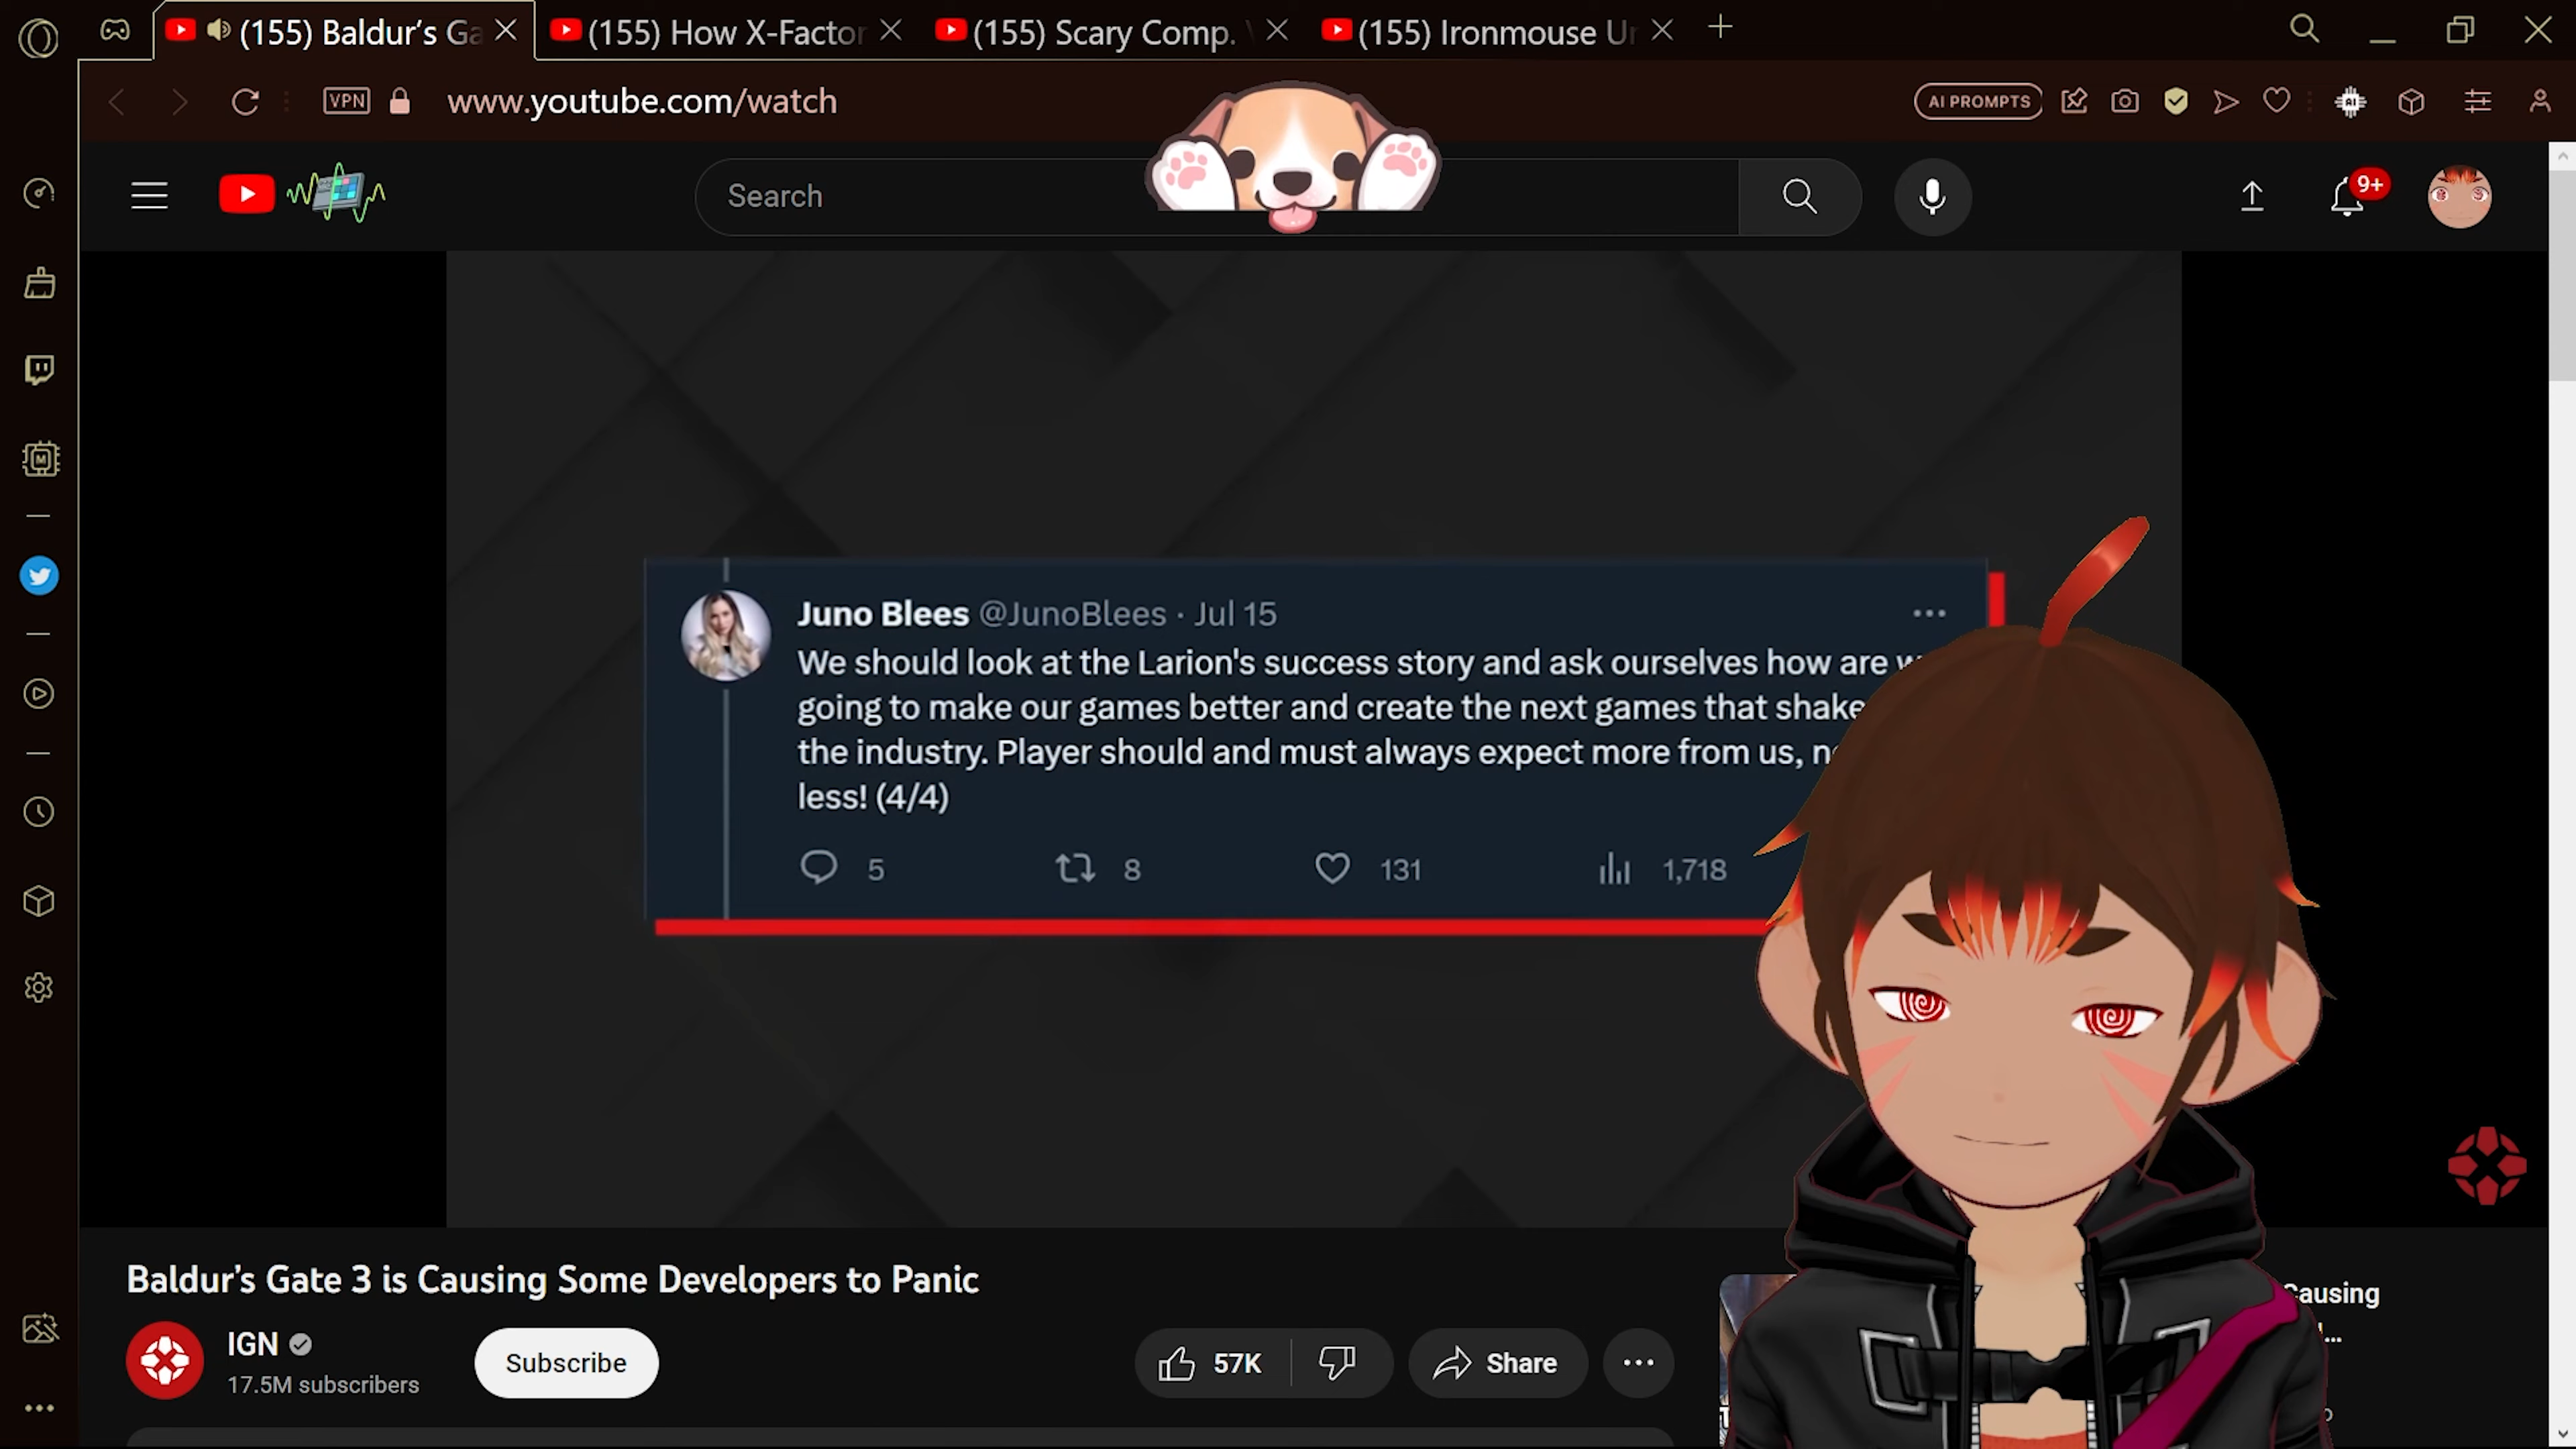 (155) Baldur's Ga
(155) How X-Factor
(155) Scary Comp.
(155) Ironmouse Ur
VPN
www.youtube.com/watch
AI PROMPTS
Search
9+
Juno Blees @JunoBlees · Jul 15
We should look at the Larion's success story and ask ourselves how are
going to make our games better and create the next games that shake
the industry. Player should and must always expect more from us,
less! (4/4)
5 8 131 1,718
Baldur's Gate 3 is Causing Some Developers to Panic
IGN
17.5M subscribers
Subscribe
57K
Share
Causing